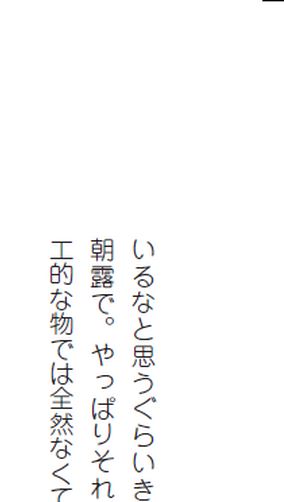 いるなと思うぐらいき
朝露で。やっぱりそれ
工的な物では全然なくて